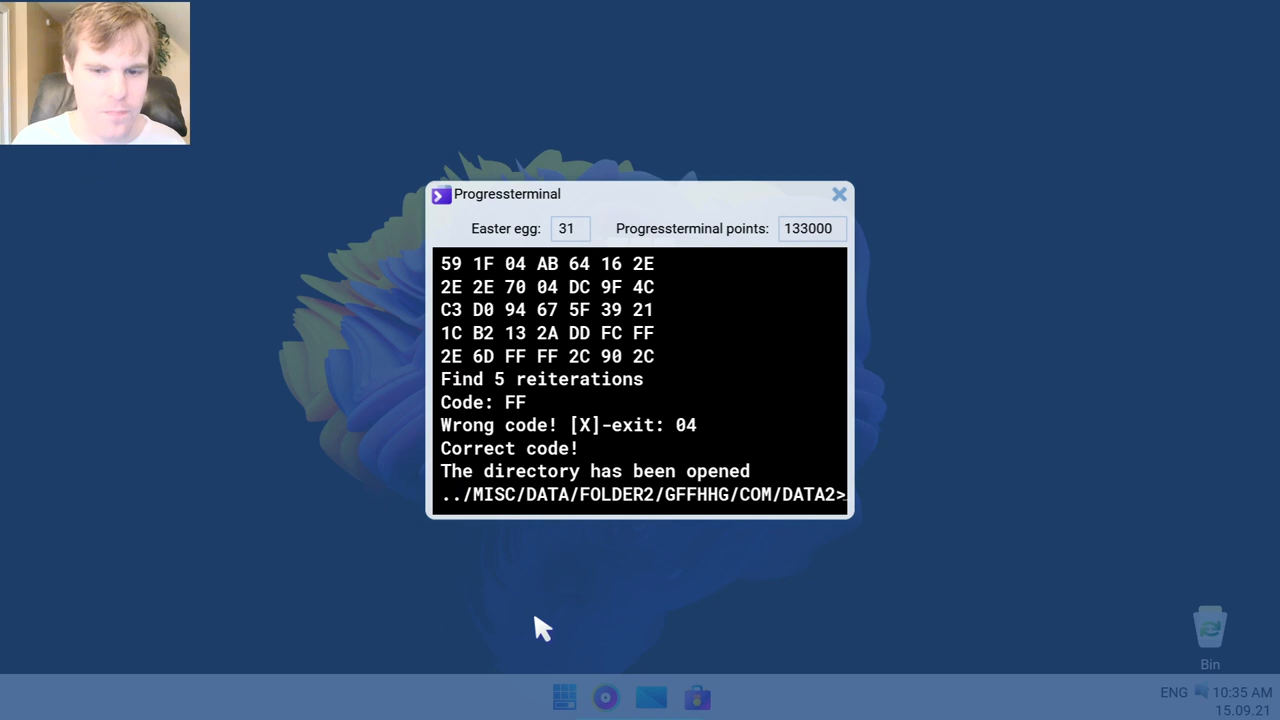 Progressterminal
Easter egg: 31 Progressterminal points: 133000
59 1F 04 AB 64 16 2E
2E 2E 70 04 DC 9F 4C
C3 D0 94 67 5F 39 21
1C B2 13 2A DD FC FF
2E 6D FF FF 2C 90 2C
Find 5 reiterations
Code: FF
Wrong code! [X]-exit: 04
Correct code!
The directory has been opened
../MISC/DATA/FOLDER2/GFFHHG/COM/DATA2>_
Bin
ENG 10:35 AM
15.09.21